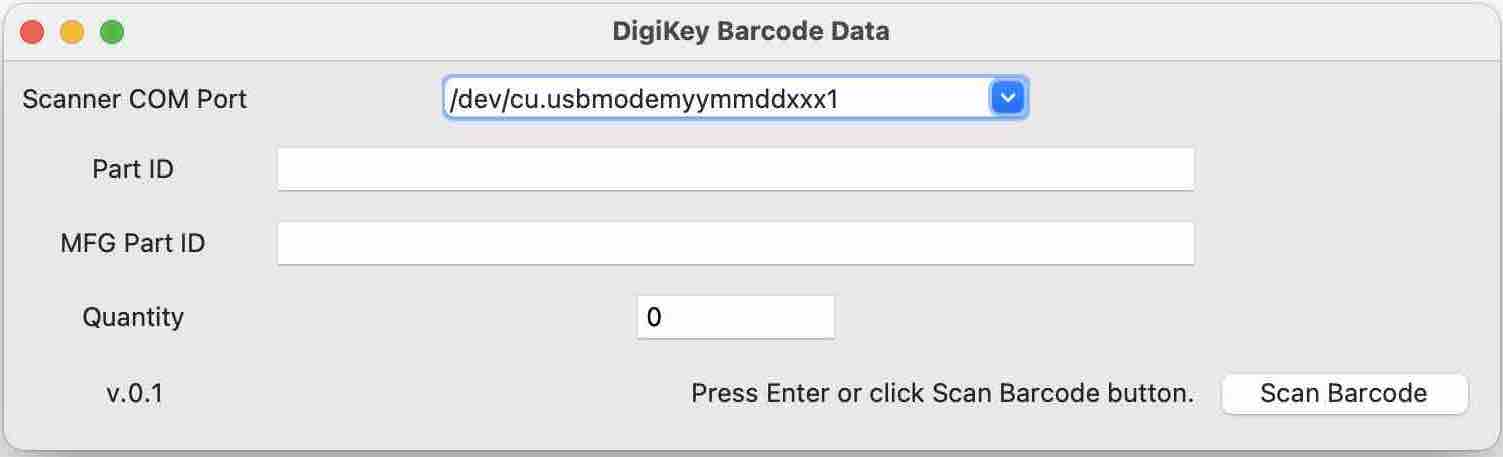 DigiKey Barcode Data
Scanner COM Port /dev/cu.usbmodemyymmddxxx1
Part ID
MFG Part ID
Quantity 0
v.0.1 Press Enter or click Scan Barcode button. Scan Barcode